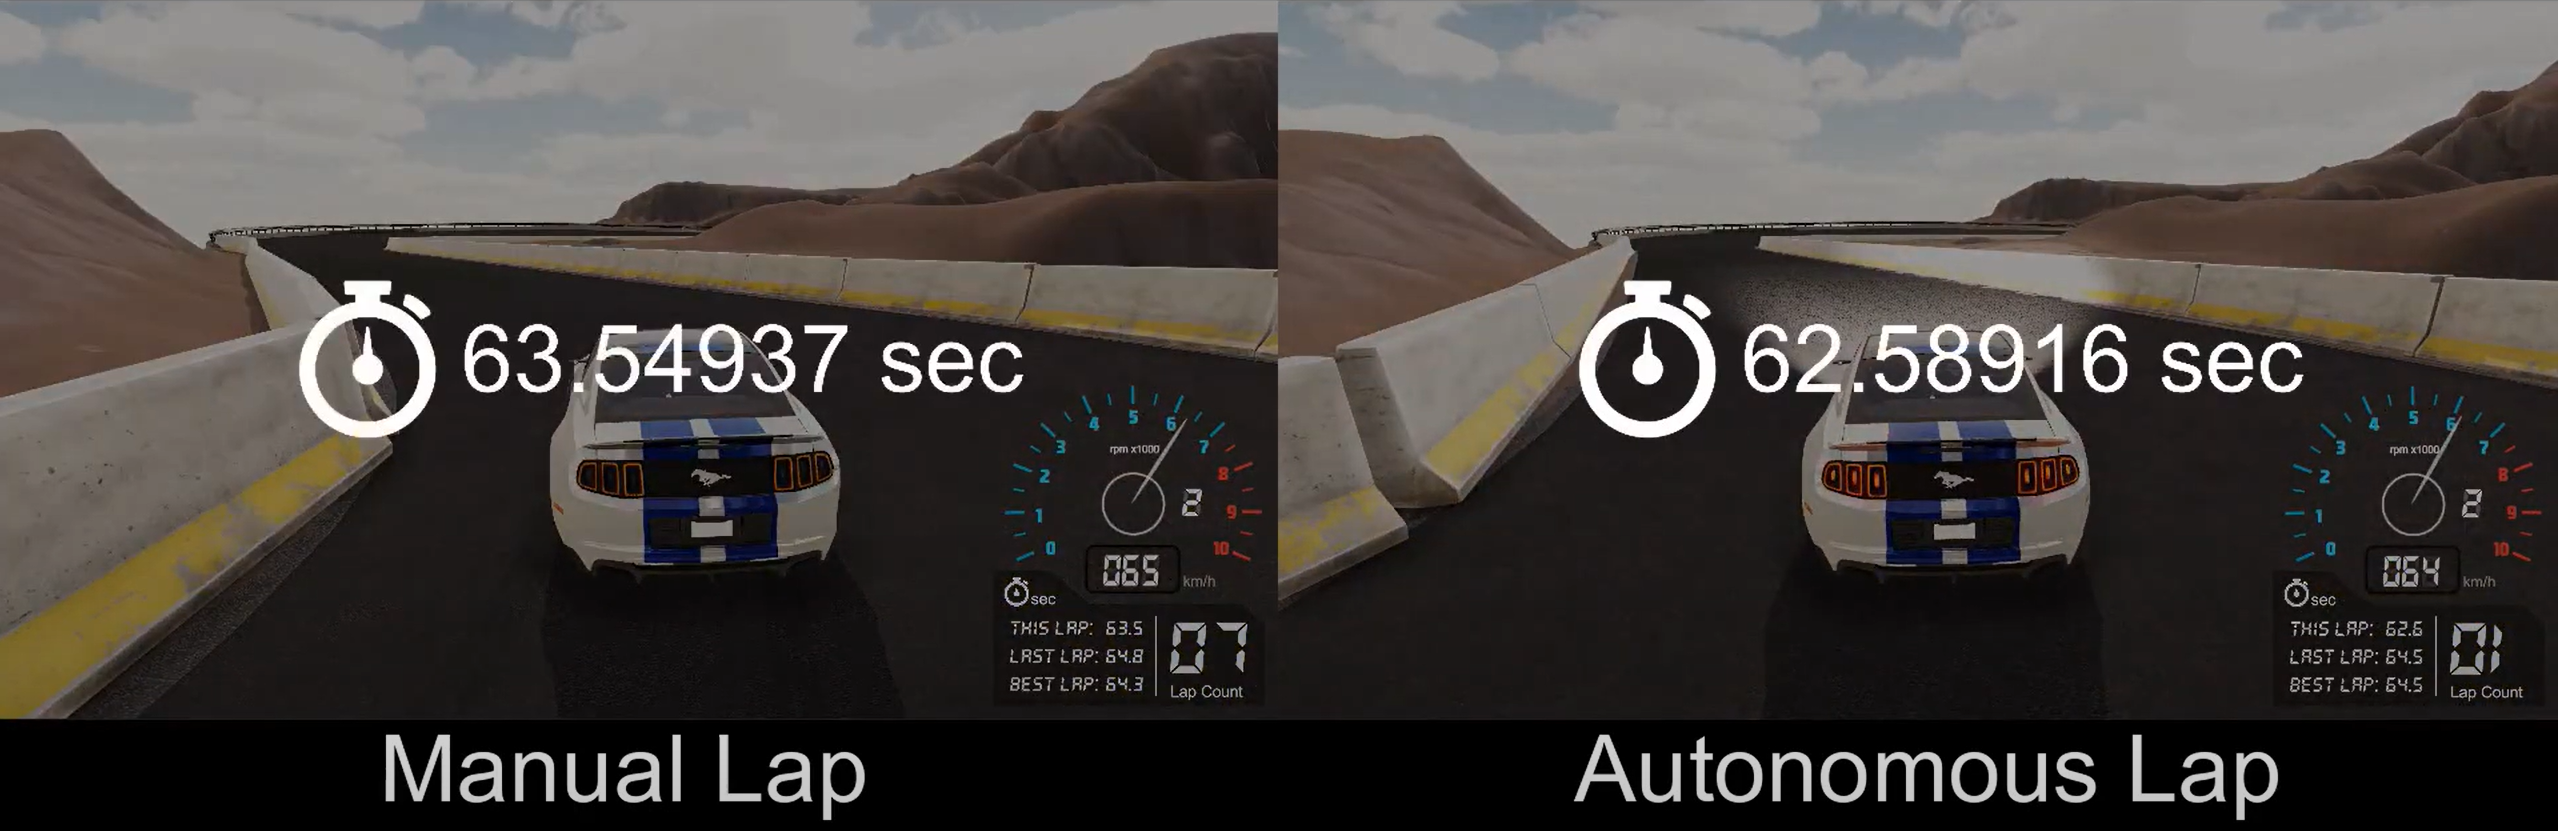 63.54937 sec
0 1 2 3 4 5 6 7 8 9 10
rpm x1000
2
065 km/h
sec
THIS LAP: 63.5
LAST LAP: 64.8
BEST LAP: 64.3
07
Lap Count
Manual Lap
62.58916 sec
0 1 2 3 4 5 6 7 8 9 10
rpm x1000
2
064 km/h
sec
THIS LAP: 62.6
LAST LAP: 64.5
BEST LAP: 64.5
01
Lap Count
Autonomous Lap